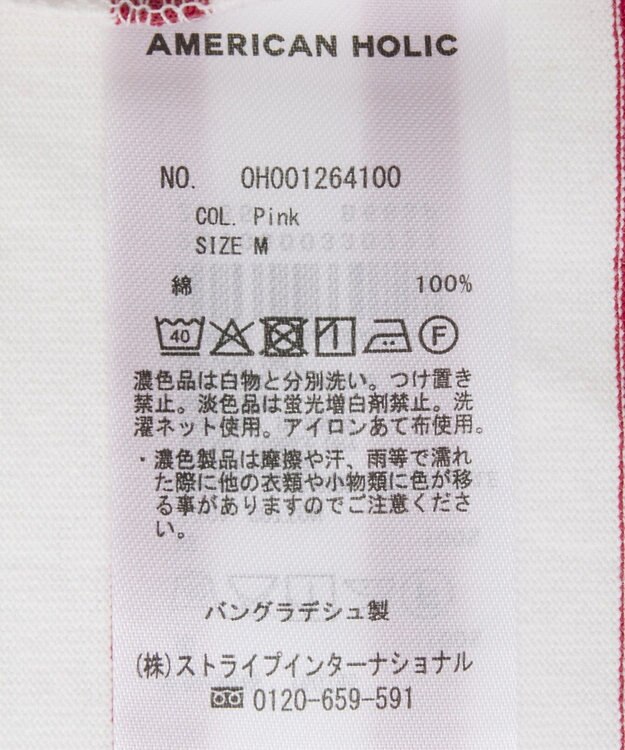 AMERICAN HOLIC
NO. OH001264100
COL. Pink
SIZE M
綿 100%
40 F
濃色品は白物と分別洗い。つけ置き
禁止。淡色品は蛍光増白剤禁止。洗
濯ネット使用。アイロンあて布使用。
・濃色製品は摩擦や汗、雨等で濡れ
た際に他の衣類や小物類に色が移
る事がありますのでご注意くださ
い。
バングラデシュ製
(株)ストライプインターナショナル
0120-659-591